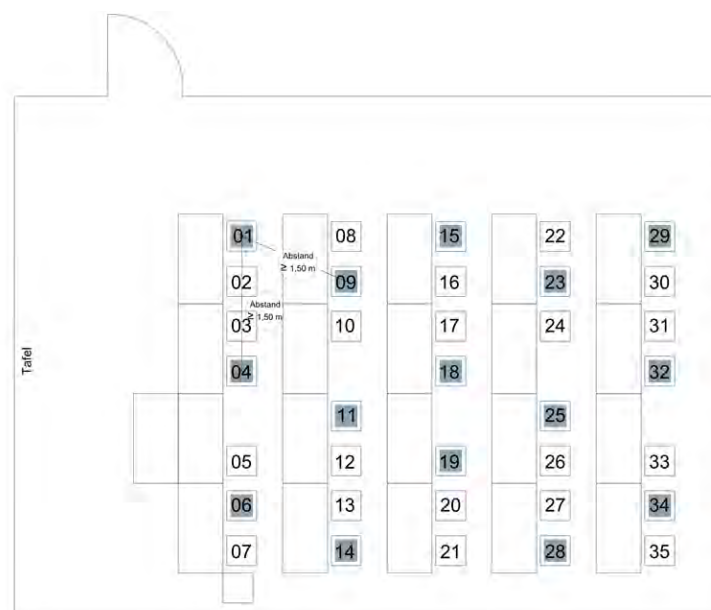 01 08 15 22 29
Abstand
≥ 1,50 m
02 09 16 23 30
Abstand
≥ 1,50 m
03 10 17 24 31
Tafel
04 18 32
11 25
05 12 19 26 33
06 13 20 27 34
07 14 21 28 35